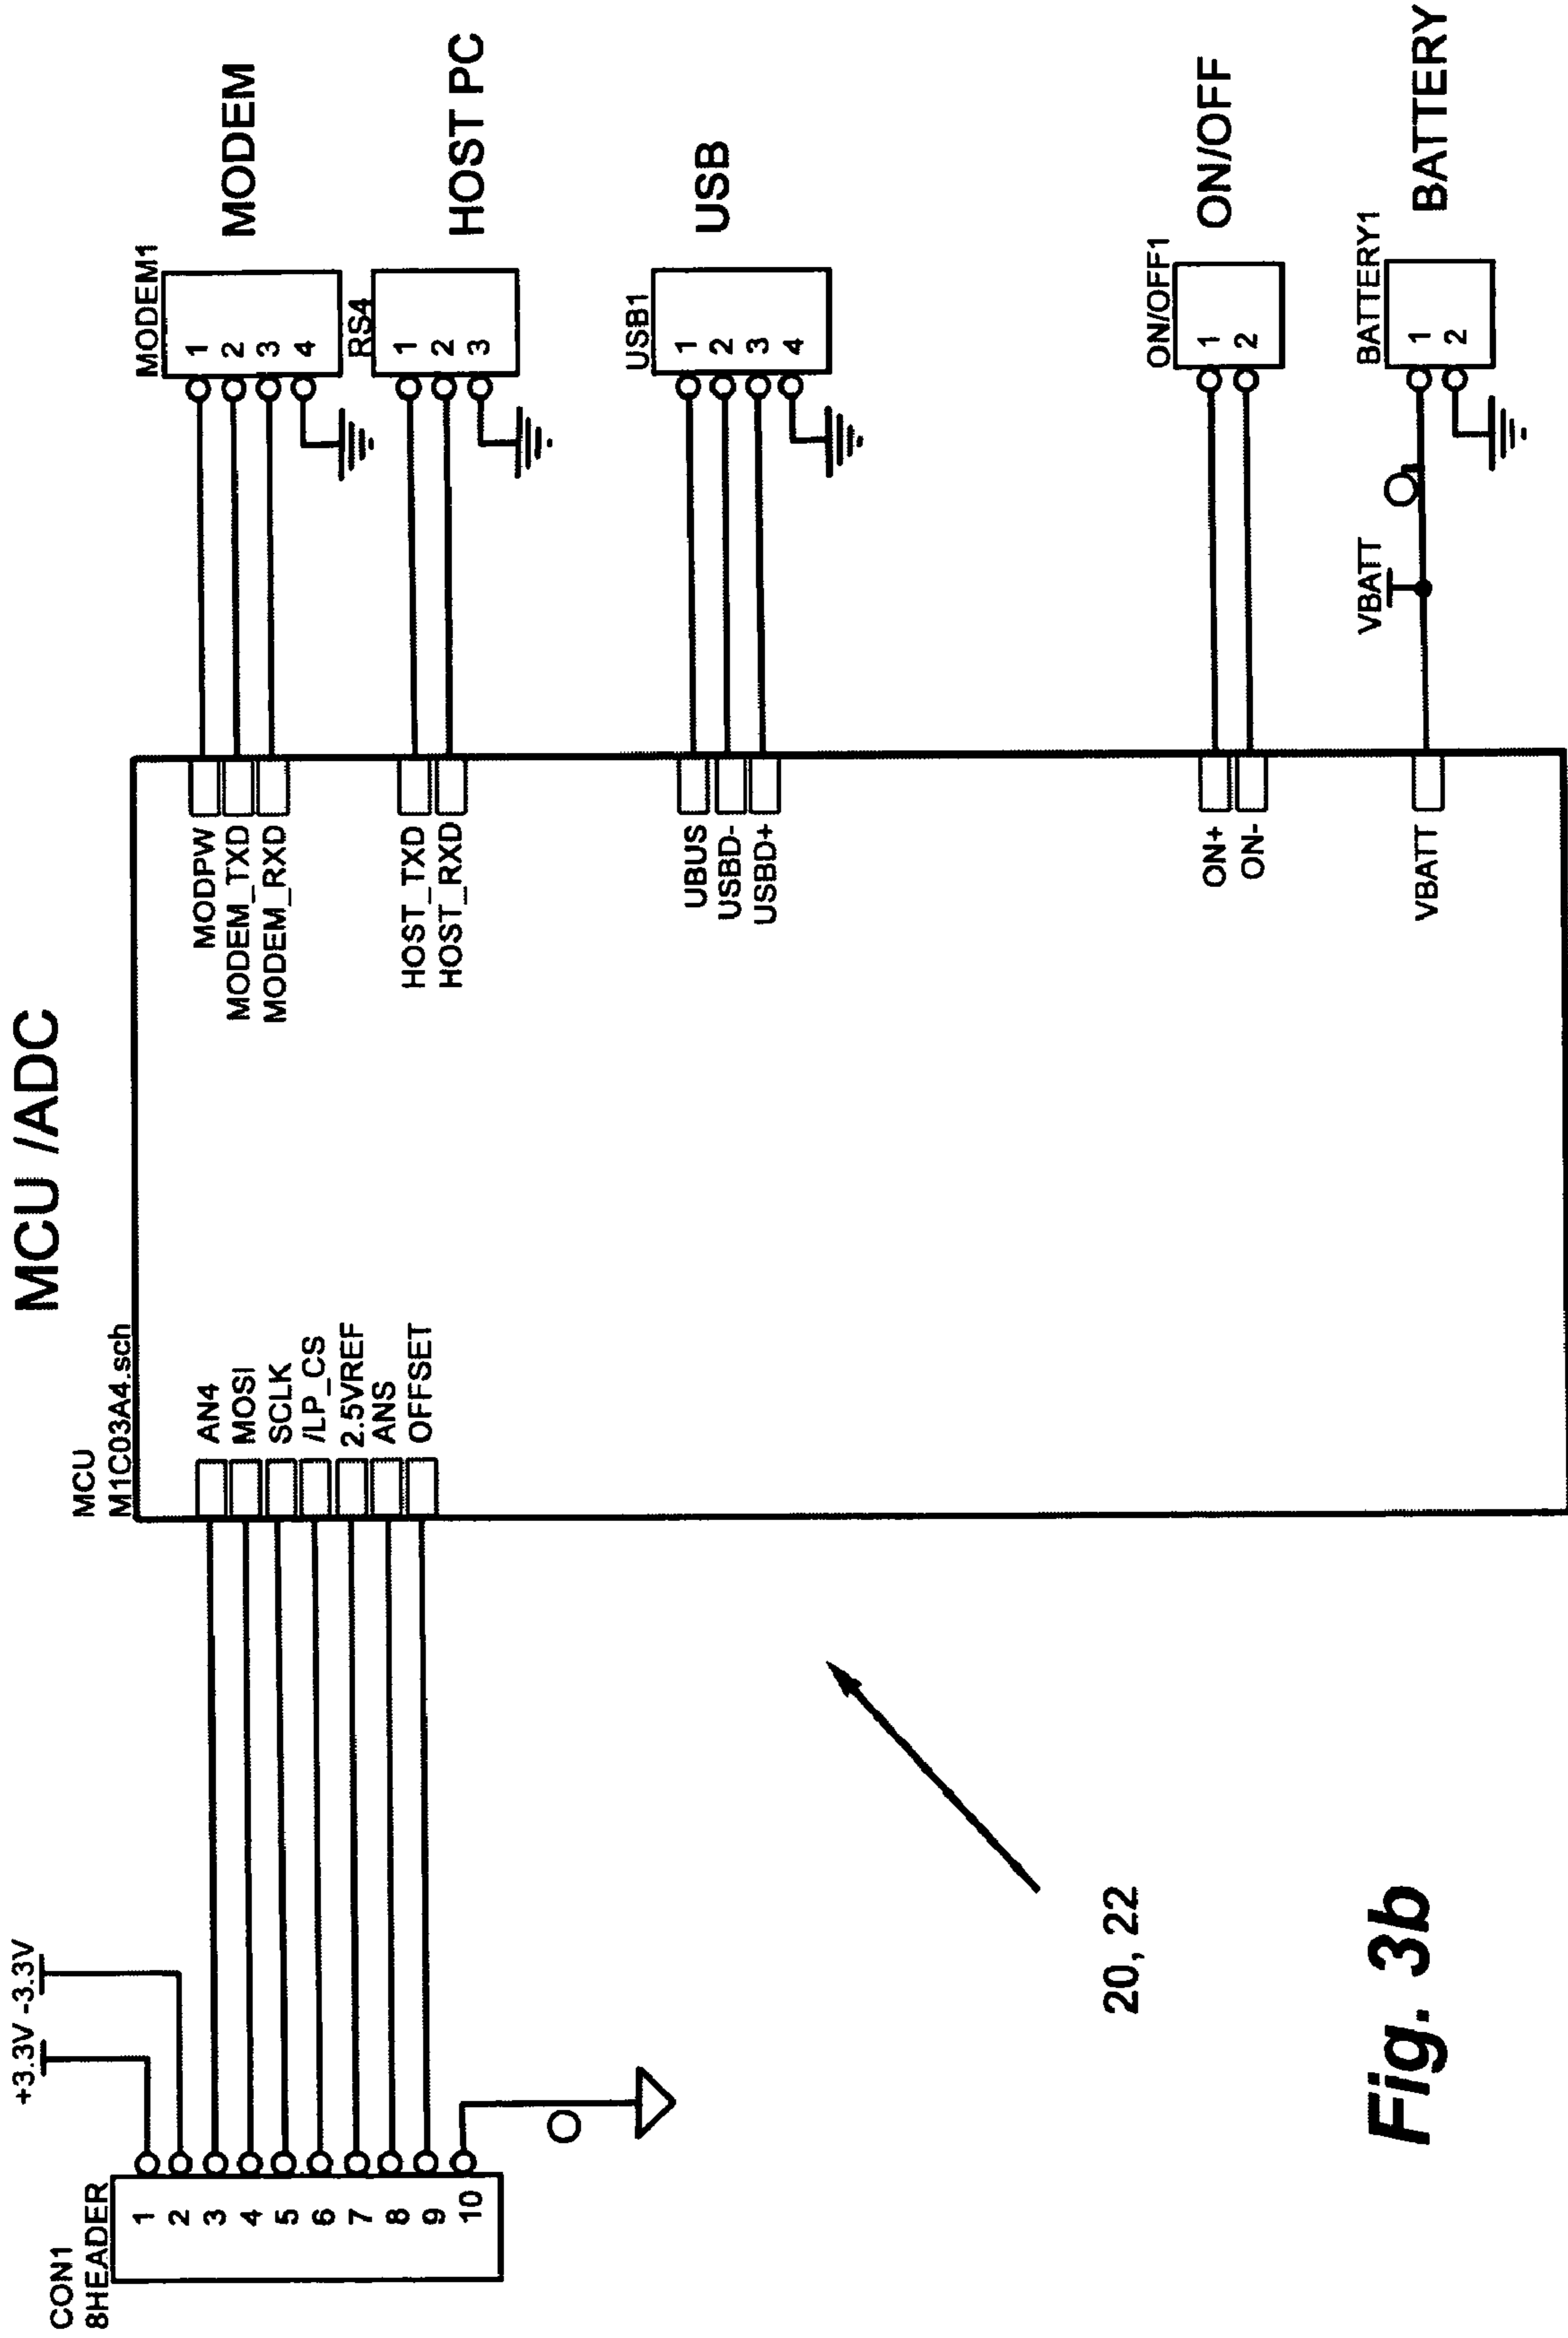 MCU /ADC
+3.3V -3.3V
CON1
8HEADER
1
2
3
4
5
6
7
8
9
10
MCU
M1C03A4.sch
AN4
MOSI
SCLK
/LP_CS
2.5VREF
ANS
OFFSET
MODPW
MODEM_TXD
MODEM_RXD
HOST_TXD
HOST_RXD
UBUS
USBD-
USBD+
ON+
ON-
VBATT
VBATT
MODEM1
1
2
3
4
MODEM
RS4
1
2
3
HOST PC
USB1
1
2
3
4
USB
ON/OFF1
1
2
ON/OFF
BATTERY1
1
2
BATTERY
20, 22
Fig. 3b